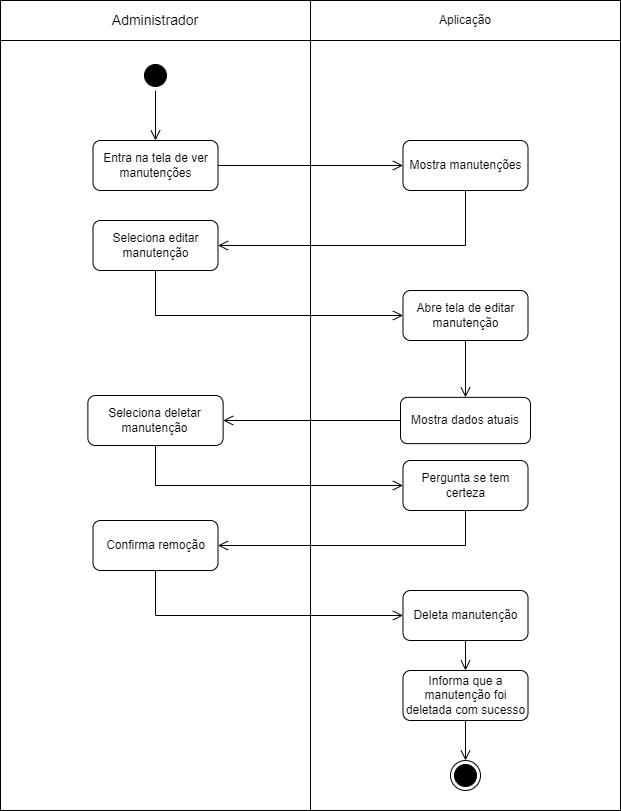 Administrador
Aplicação
Entra na tela de ver
manutenções
Mostra manutenções
Seleciona editar
manutenção
Abre tela de editar
manutenção
Mostra dados atuais
Seleciona deletar
manutenção
Pergunta se tem
certeza
Confirma remoção
Deleta manutenção
Informa que a
manutenção foi
deletada com sucesso